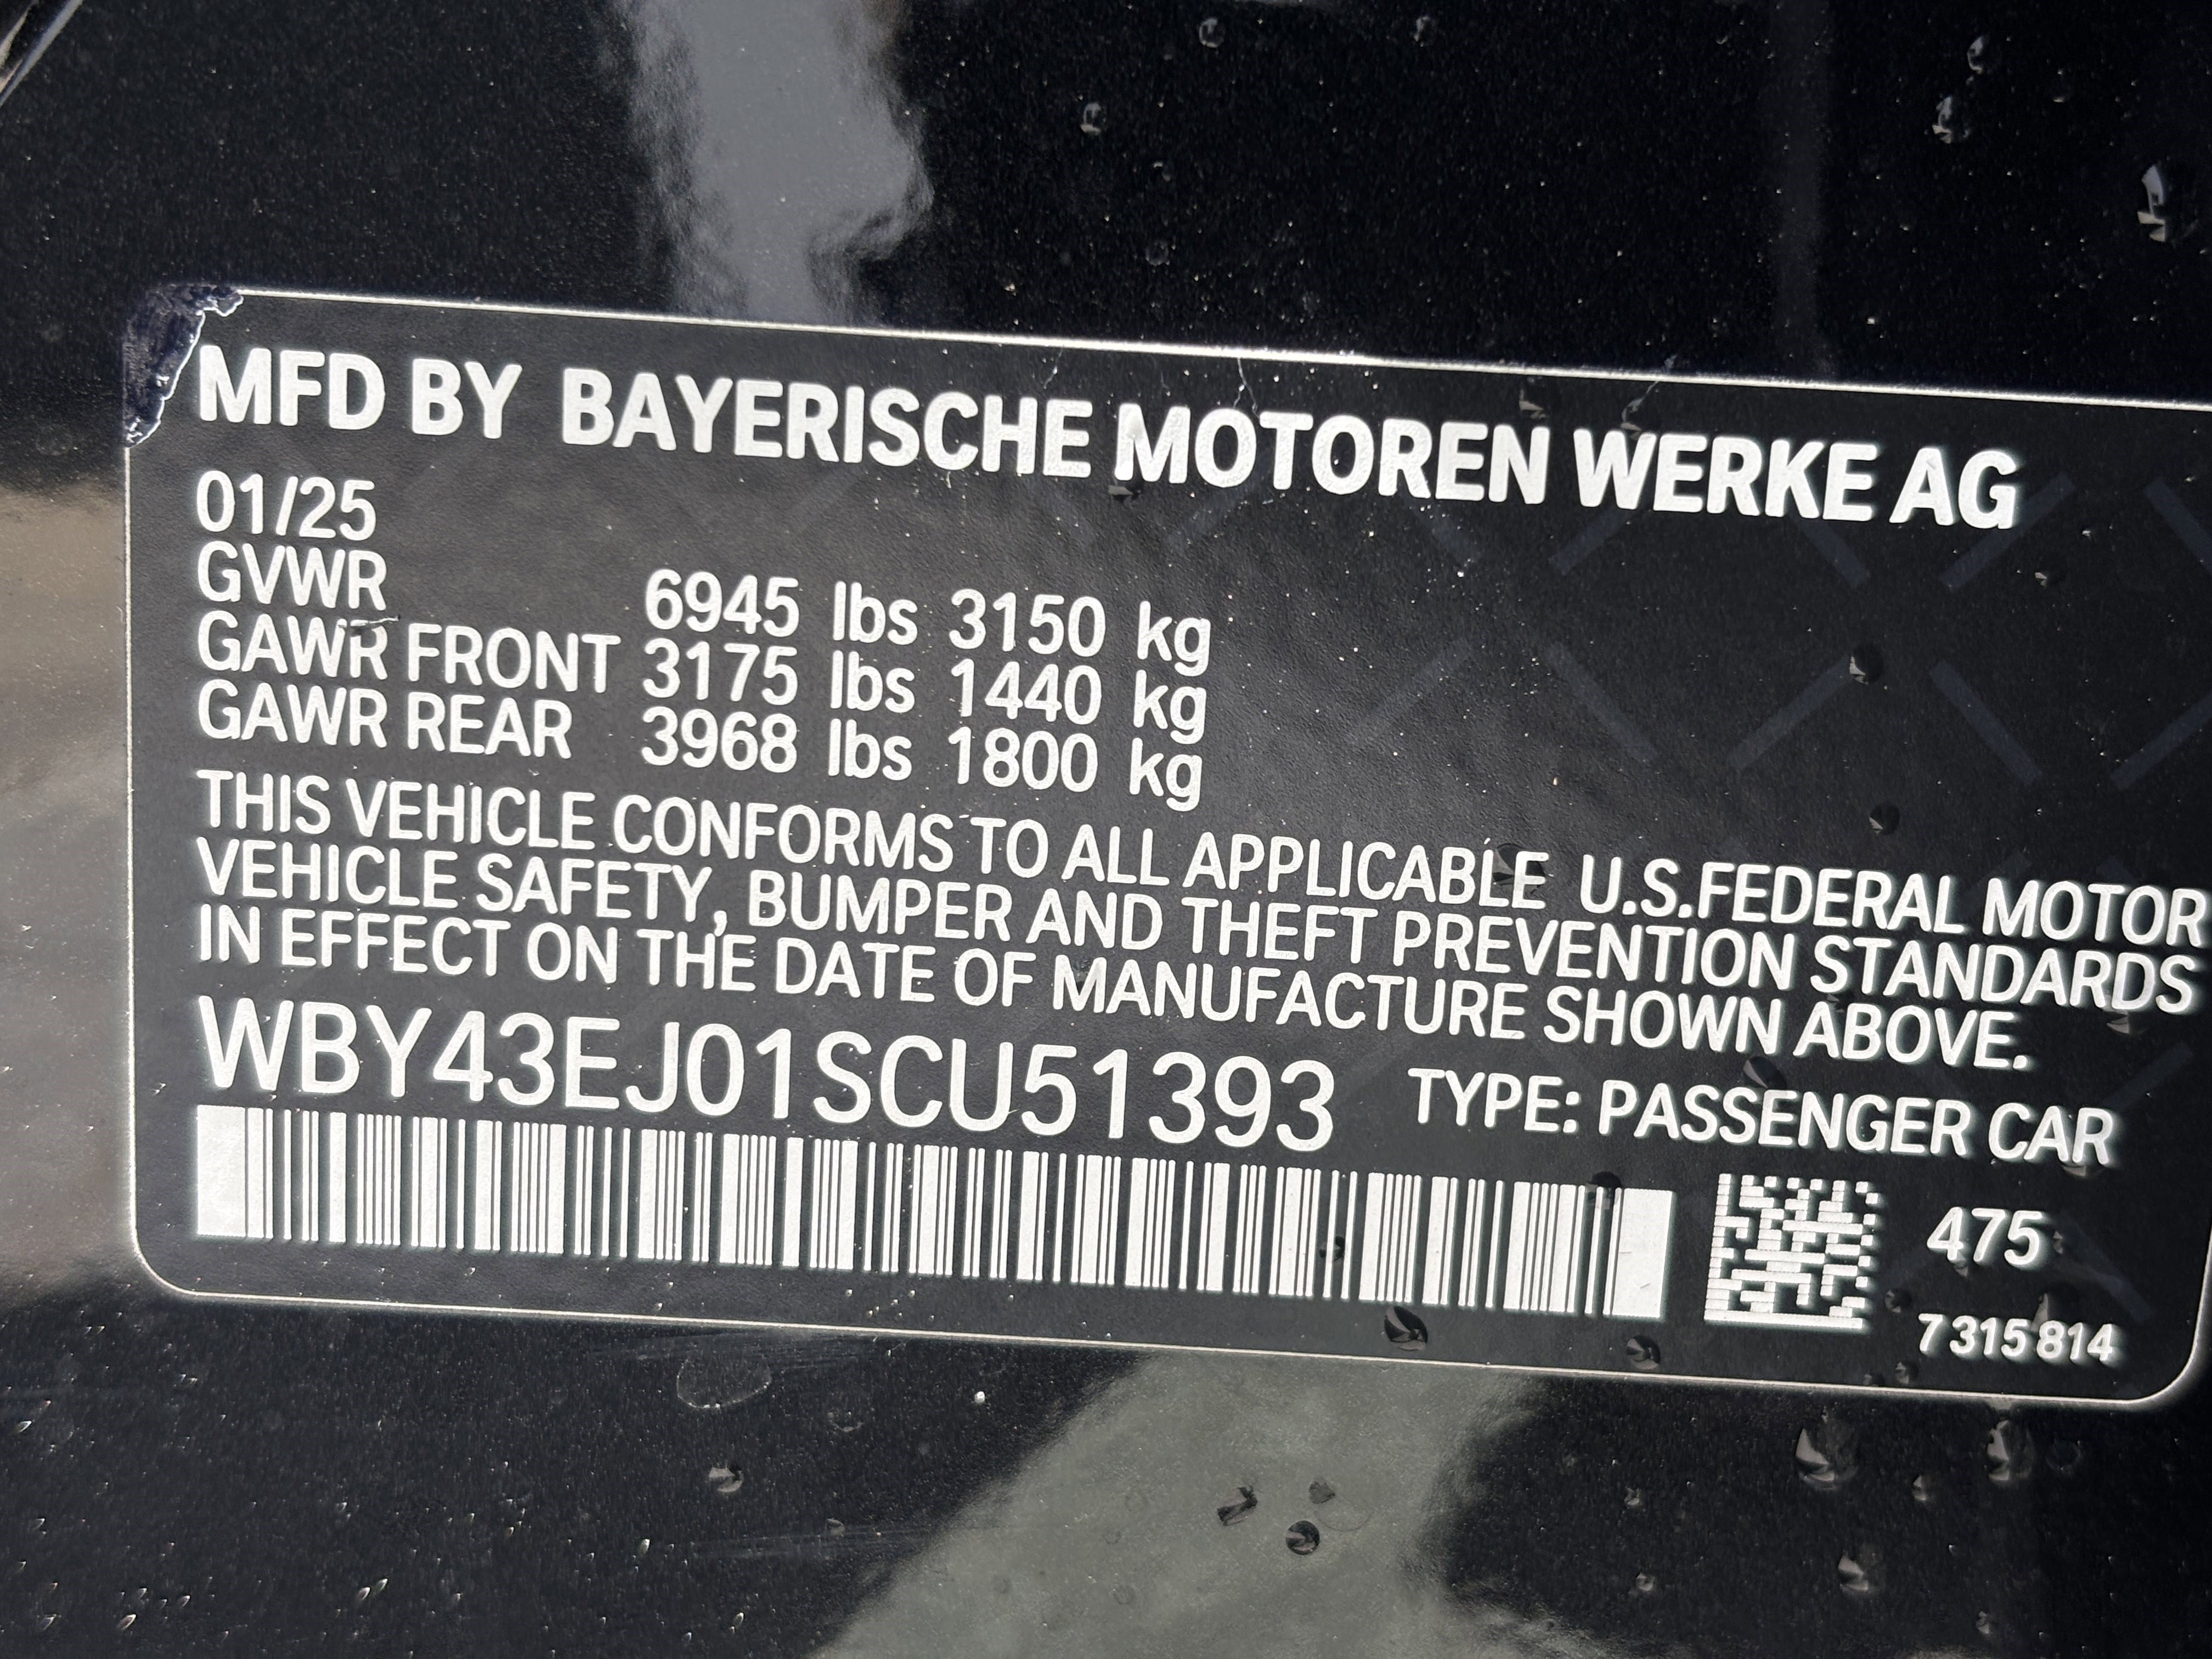 MFD BY BAYERISCHE MOTOREN WERKE AG
01/25
GVWR 6945 lbs 3150 kg
GAWR FRONT 3175 lbs 1440 kg
GAWR REAR 3968 lbs 1800 kg
THIS VEHICLE CONFORMS TO ALL APPLICABLE U.S.FEDERAL MOTOR
VEHICLE SAFETY, BUMPER AND THEFT PREVENTION STANDARDS
IN EFFECT ON THE DATE OF MANUFACTURE SHOWN ABOVE.
WBY43EJ01SCU51393 TYPE: PASSENGER CAR
475
7 315 814